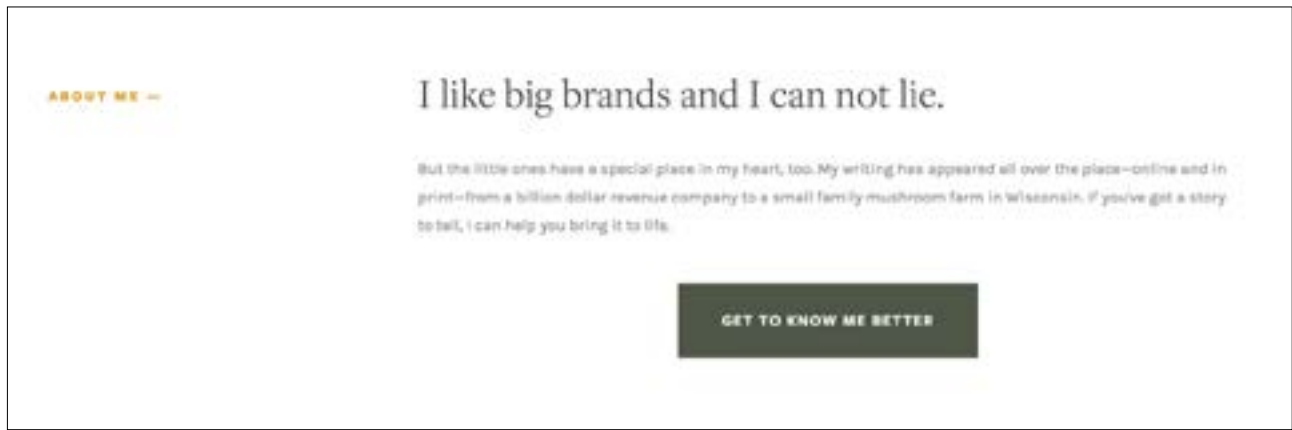 ABOUT ME —
I like big brands and I can not lie.
But the little ones have a special place in my heart, too. My writing has appeared all over the place—online and in
print—from a billion dollar revenue company to a small family mushroom farm in Wisconsin. If you've got a story
to tell, I can help you bring it to life.
GET TO KNOW ME BETTER